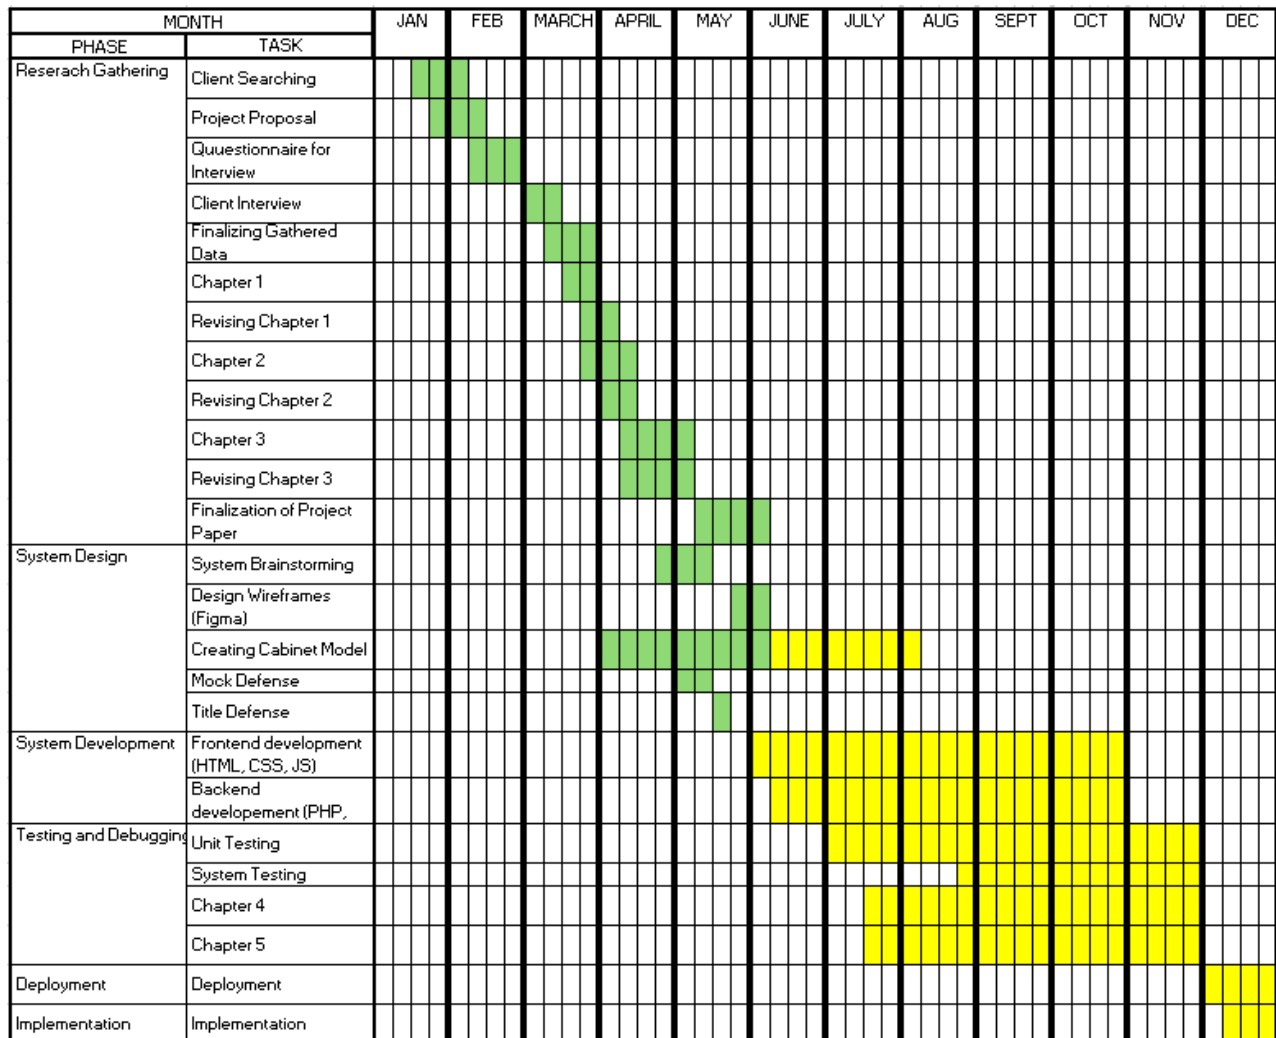 MONTH JAN FEB MARCH APRIL MAY JUNE JULY AUG SEPT OCT NOV DEC
PHASE TASK
Reserach Gathering Client Searching
Project Proposal
Quuestionnaire for
Interview
Client Interview
Finalizing Gathered
Data
Chapter 1
Revising Chapter 1
Chapter 2
Revising Chapter 2
Chapter 3
Revising Chapter 3
Finalization of Project
Paper
System Design System Brainstorming
Design Wireframes
(Figma)
Creating Cabinet Model
Mock Defense
Title Defense
System Development Frontend development
(HTML, CSS, JS)
Backend
developement (PHP,
Testing and Debugging Unit Testing
System Testing
Chapter 4
Chapter 5
Deployment Deployment
Implementation Implementation